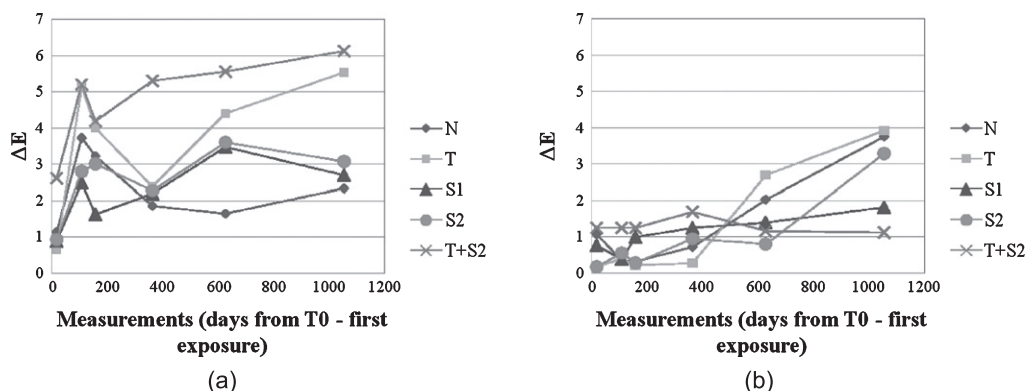 7
6
5
4
3
2
1
0
ΔE
0 200 400 600 800 1000 1200
Measurements (days from T0 - first
exposure)
N
T
S1
S2
T+S2
(a)
7
6
5
4
3
2
1
0
ΔE
0 200 400 600 800 1000 1200
Measurements (days from T0 - first
exposure)
N
T
S1
S2
T+S2
(b)